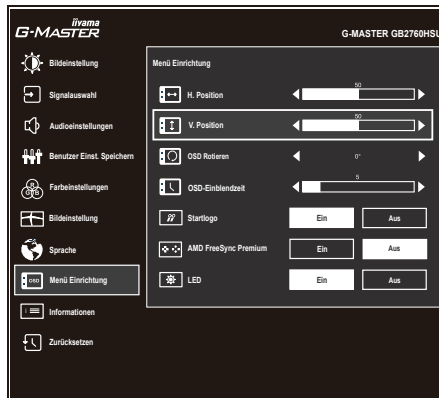 iiyama
G-MASTER
G-MASTER GB2760HSU
Bildeinstellung
Signalauswahl
Audioeinstellungen
Benutzer Einst. Speichern
R
G B
Farbeinstellungen
Bildeinstellung
Sprache
OSD
Menü Einrichtung
Informationen
Zurücksetzen
Menü Einrichtung
H. Position
50
V. Position
50
OSD Rotieren
0°
OSD-Einblendzeit
5
Startlogo Ein Aus
AMD FreeSync Premium Ein Aus
LED Ein Aus